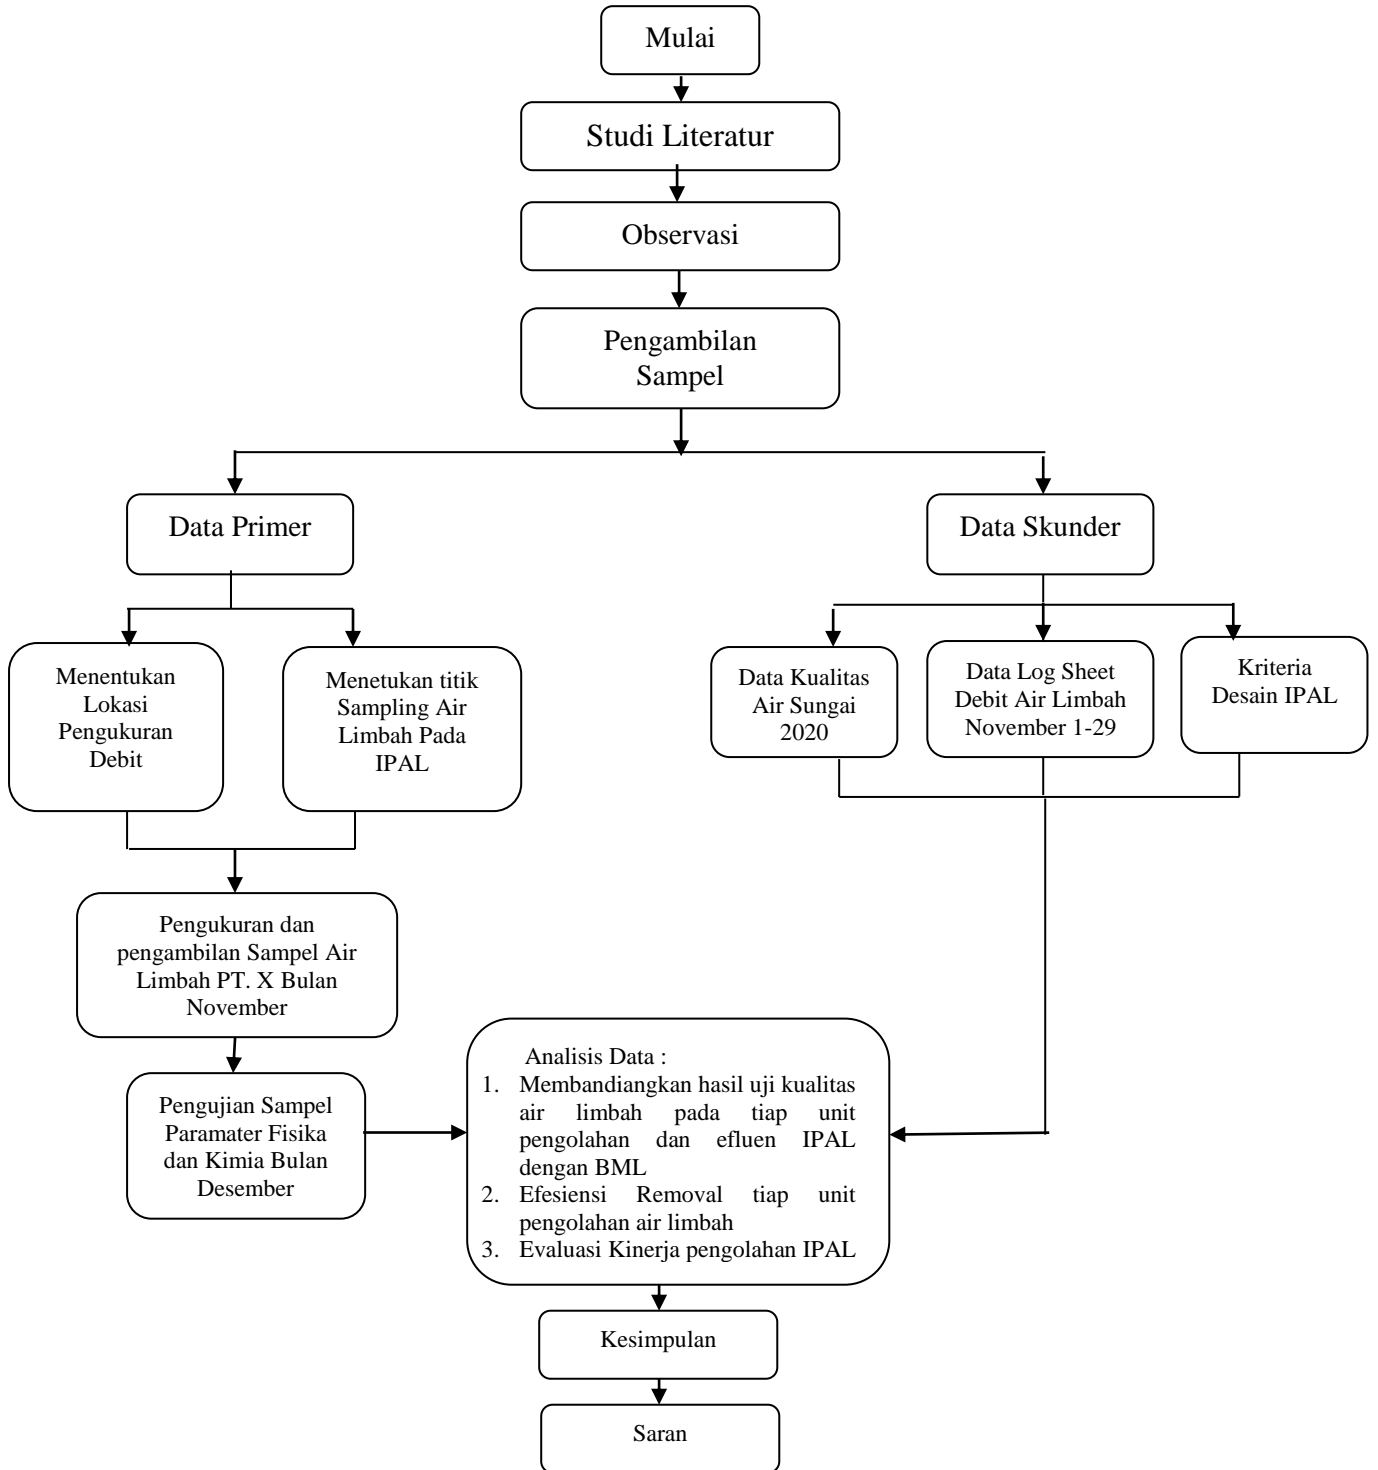 Mulai
Studi Literatur
Observasi
Pengambilan
Sampel
Data Primer
Data Skunder
Menentukan
Lokasi
Pengukuran
Debit
Menetukan titik
Sampling Air
Limbah Pada
IPAL
Data Kualitas
Air Sungai
2020
Data Log Sheet
Debit Air Limbah
November 1-29
Kriteria
Desain IPAL
Pengukuran dan
pengambilan Sampel Air
Limbah PT. X Bulan
November
Pengujian Sampel
Paramater Fisika
dan Kimia Bulan
Desember
Analisis Data :
1. Membandiangkan hasil uji kualitas
air limbah pada tiap unit
pengolahan dan efluen IPAL
dengan BML
2. Efesiensi Removal tiap unit
pengolahan air limbah
3. Evaluasi Kinerja pengolahan IPAL
Kesimpulan
Saran